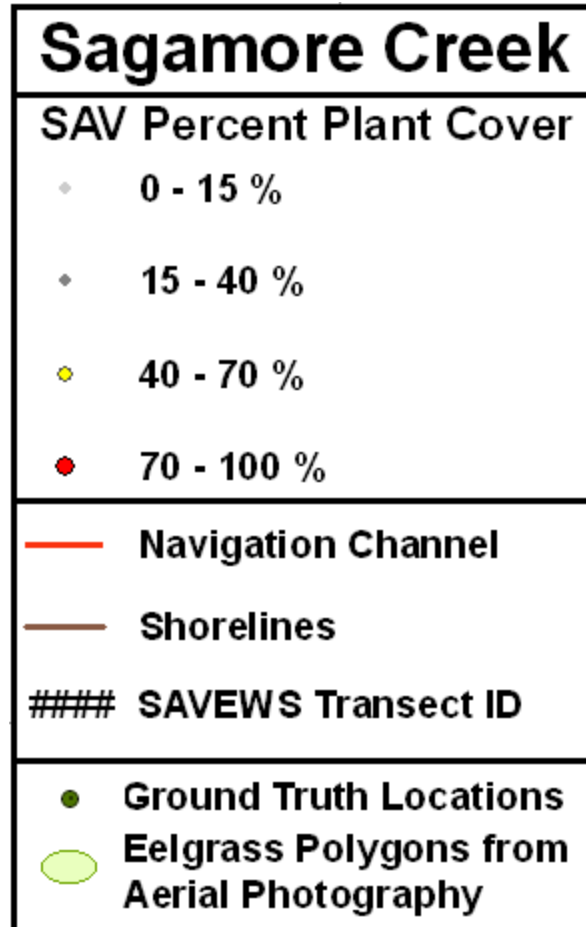 Sagamore Creek
SAV Percent Plant Cover
0 - 15 %
15 - 40 %
40 - 70 %
70 - 100 %
Navigation Channel
Shorelines
#### SAVEWS Transect ID
Ground Truth Locations
Eelgrass Polygons from
Aerial Photography